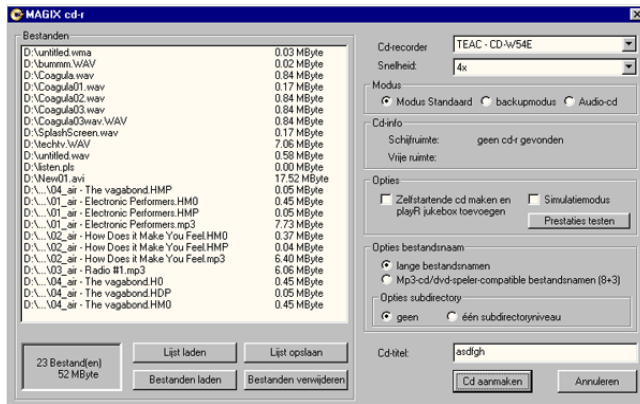 MAGIX cd-r
Bestanden
D:\untitled.wma 0.03 MByte
D:\bummm.WAV 0.02 MByte
D:\Coagula.wav 0.84 MByte
D:\Coagula01.wav 0.17 MByte
D:\Coagula02.wav 0.84 MByte
D:\Coagula03.wav 0.84 MByte
D:\Coagula03wav.WAV 0.84 MByte
D:\SplashScreen.wav 0.17 MByte
D:\techtv.WAV 7.06 MByte
D:\untitled.wav 0.58 MByte
D:\listen.pls 0.00 MByte
D:\New01.avi 17.52 MByte
D:\...\04_air - The vagabond.HMP 0.05 MByte
D:\...\01_air - Electronic Performers.HM0 0.45 MByte
D:\...\01_air - Electronic Performers.HMP 0.05 MByte
D:\...\01_air - Electronic Performers.mp3 7.73 MByte
D:\...\02_air - How Does it Make You Feel.HM0 0.37 MByte
D:\...\02_air - How Does it Make You Feel.HMP 0.04 MByte
D:\...\02_air - How Does it Make You Feel.mp3 6.40 MByte
D:\...\03_air - Radio #1.mp3 6.06 MByte
D:\...\04_air - The vagabond.H0 0.45 MByte
D:\...\04_air - The vagabond.HDP 0.05 MByte
D:\...\04_air - The vagabond.HM0 0.45 MByte
23 Bestand(en)
52 MByte
Lijst laden
Lijst opslaan
Bestanden laden
Bestanden verwijderen
Cd-recorder TEAC - CD-W54E
Snelheid: 4x
Modus
Modus Standaard backupmodus Audio-cd
Cd-info
Schijfruimte: geen cd-r gevonden
Vrije ruimte:
Opties
Zelfstartende cd maken en
playR jukebox toevoegen
Simulatiemodus
Prestaties testen
Opties bestandsnaam
lange bestandsnamen
Mp3-cd/dvd-speler-compatible bestandsnamen (8+3)
Opties subdirectory
geen één subdirectoryniveau
Cd-titel: asdfgh
Cd aanmaken
Annuleren